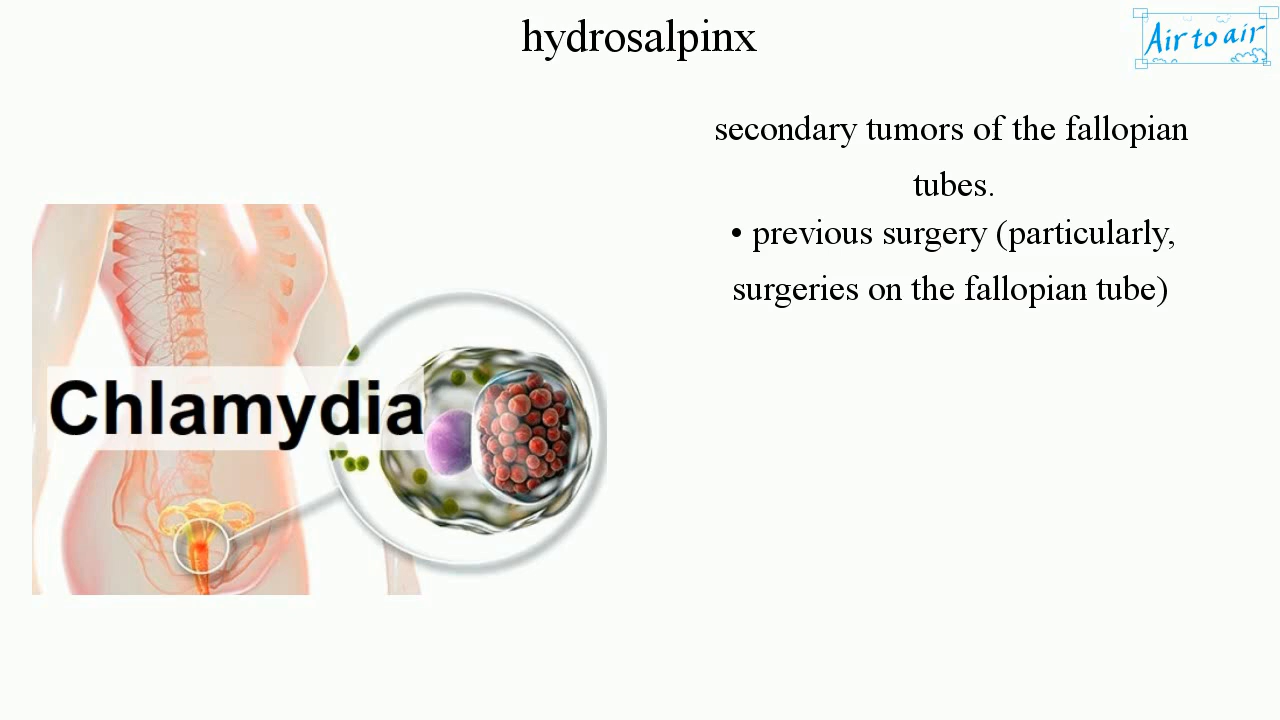 hydrosalpinx
Air to air
secondary tumors of the fallopian
tubes.
• previous surgery (particularly,
surgeries on the fallopian tube)
Chlamydia